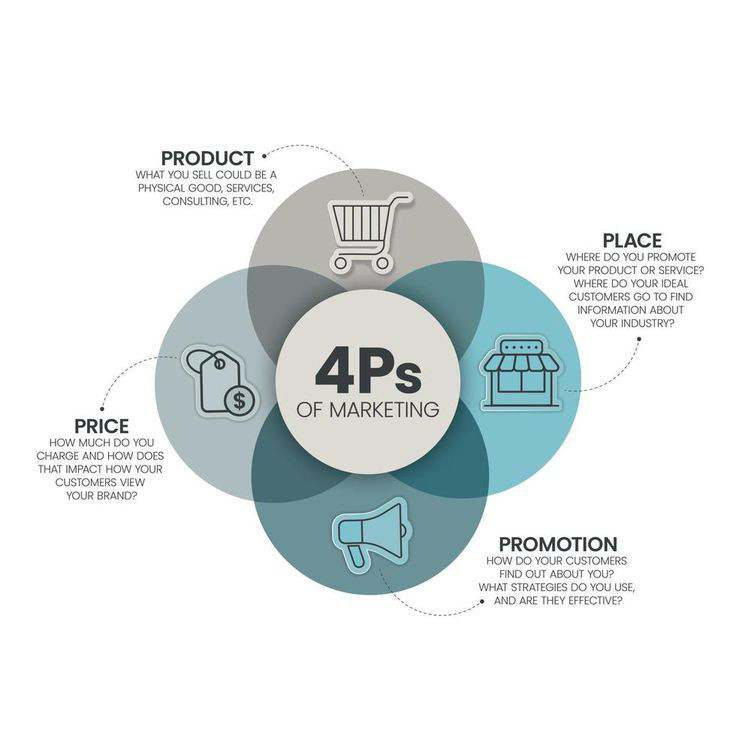 PRODUCT
WHAT YOU SELL COULD BE A
PHYSICAL GOOD, SERVICES,
CONSULTING, ETC.
PLACE
WHERE DO YOU PROMOTE
YOUR PRODUCT OR SERVICE?
WHERE DO YOUR IDEAL
CUSTOMERS GO TO FIND
INFORMATION ABOUT
YOUR INDUSTRY?
4Ps
OF MARKETING
$
PRICE
HOW MUCH DO YOU
CHARGE AND HOW DOES
THAT IMPACT HOW YOUR
CUSTOMERS VIEW
YOUR BRAND?
PROMOTION
HOW DO YOUR CUSTOMERS
FIND OUT ABOUT YOU?
WHAT STRATEGIES DO YOU USE,
AND ARE THEY EFFECTIVE?